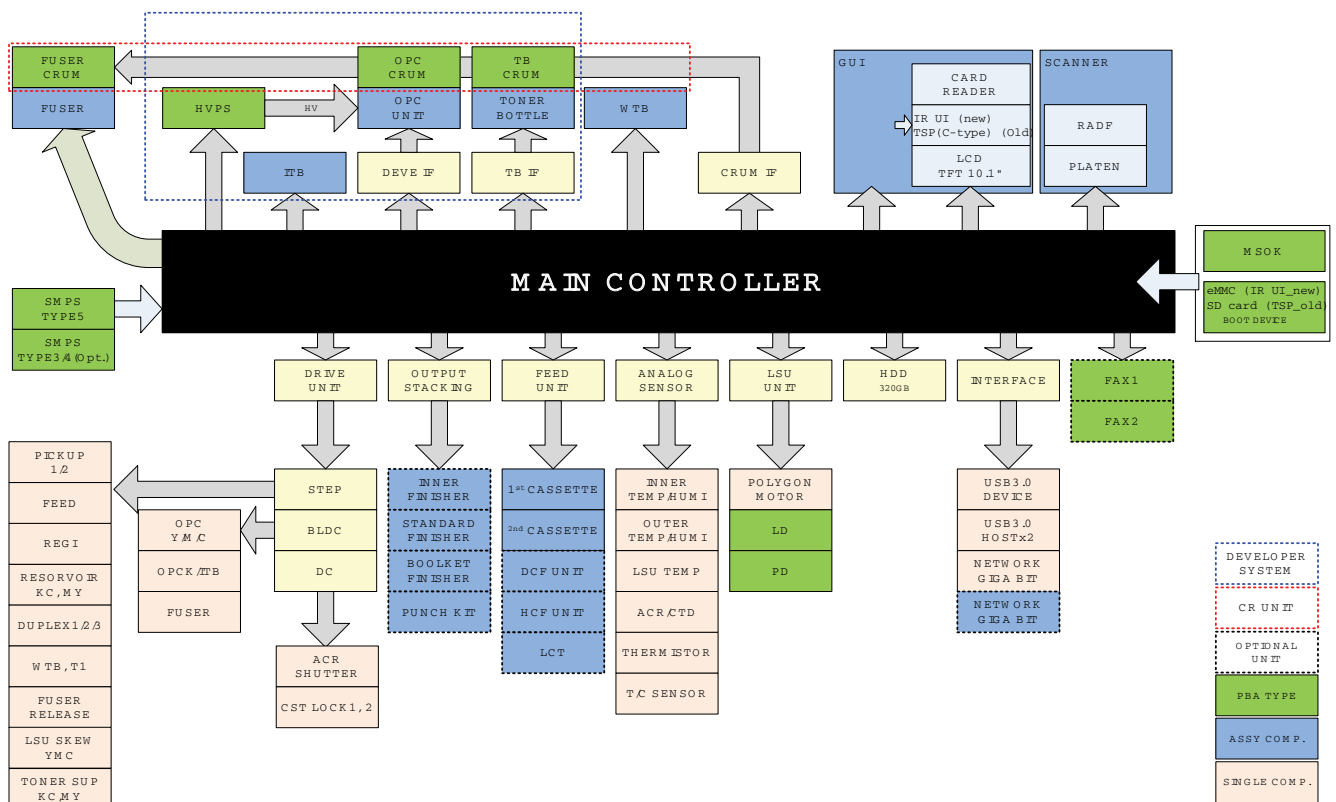 FUSER
CRUM
FUSER
HVPS
HV
OPC
CRUM
OPC
UNIT
TB
CRUM
TONER
BOTTLE
WTB
ITB
DEVE IF
TB IF
CRUM IF
GUI
CARD
READER
IR UI (new)
TSP(C-type) (Old)
LCD
TFT 10.1"
SCANNER
RADF
PLATEN
MAIN CONTROLLER
MSOK
eMMC (IR UI_new)
SD card (TSP_old)
BOOT DEVICE
SMPS
TYPE5
SMPS
TYPE3/4(Opt.)
DRIVE
UNIT
OUTPUT
STACKING
FEED
UNIT
ANALOG
SENSOR
LSU
UNIT
HDD
320GB
INTERFACE
FAX1
FAX2
PICKUP
1/2
FEED
REGI
RESORVOIR
KC,MY
DUPLEX1/2/3
WTB,T1
FUSER
RELEASE
LSU SKEW
YMC
TONER SUP
KC,MY
OPC
Y/M/C
OPCK/ITB
FUSER
STEP
BLDC
DC
ACR
SHUTTER
CST LOCK1,2
INNER
FINISHER
STANDARD
FINISHER
BOOLKET
FINISHER
PUNCH KIT
1st CASSETTE
2nd CASSETTE
DCF UNIT
HCF UNIT
LCT
INNER
TEMP/HUMI
OUTER
TEMP/HUMI
LSU TEMP
ACR/CTD
THERMISTOR
T/C SENSOR
POLYGON
MOTOR
LD
PD
USB3.0
DEVICE
USB3.0
HOSTx2
NETWORK
GIGABIT
NETWORK
GIGABIT
DEVELOPER
SYSTEM
CR UNIT
OPTIONAL
UNIT
PBA TYPE
ASSY COMP.
SINGLE COMP.